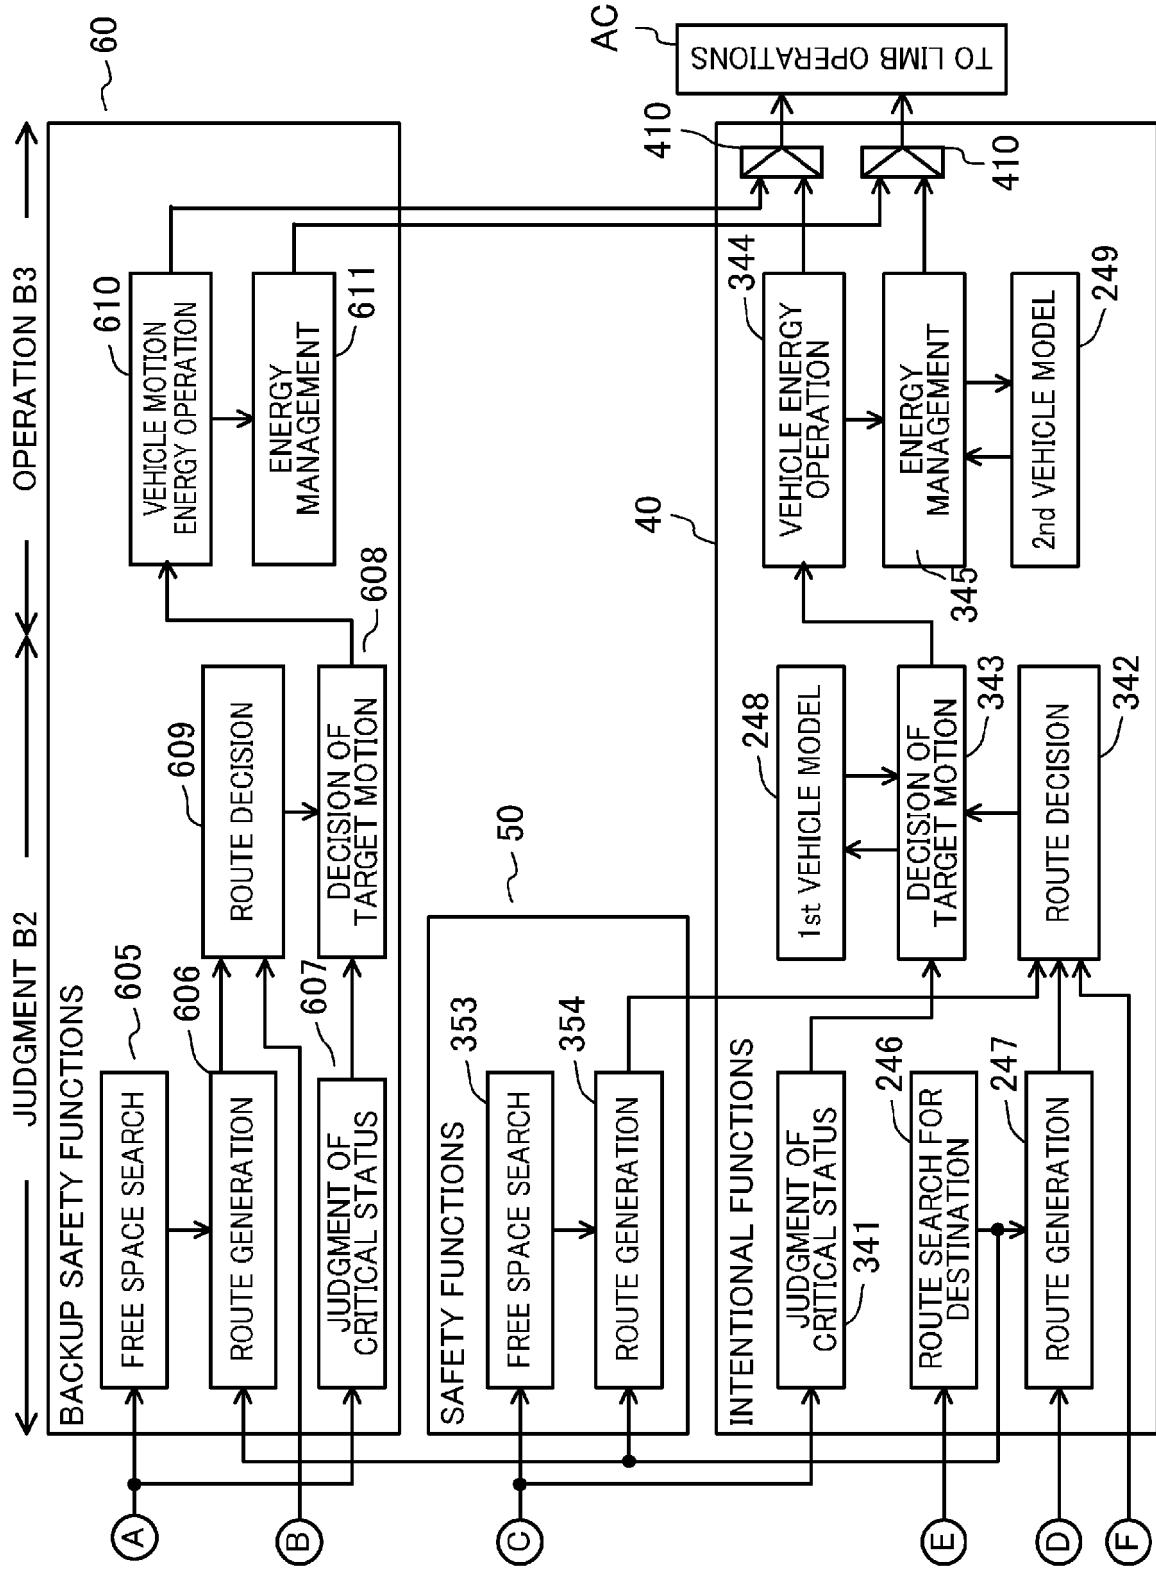 JUDGMENT B2
OPERATION B3
BACKUP SAFETY FUNCTIONS
60
FREE SPACE SEARCH
605
ROUTE GENERATION
606
JUDGMENT OF
CRITICAL STATUS
607
ROUTE DECISION
609
DECISION OF
TARGET MOTION
608
VEHICLE MOTION
ENERGY OPERATION
610
ENERGY
MANAGEMENT
611
SAFETY FUNCTIONS
50
FREE SPACE SEARCH
353
ROUTE GENERATION
354
INTENTIONAL FUNCTIONS
40
JUDGMENT OF
CRITICAL STATUS
341
ROUTE SEARCH FOR
DESTINATION
246
ROUTE GENERATION
247
1st VEHICLE MODEL
248
DECISION OF
TARGET MOTION
343
ROUTE DECISION
342
VEHICLE ENERGY
OPERATION
344
ENERGY
MANAGEMENT
345
2nd VEHICLE MODEL
249
410
410
TO LIMB OPERATIONS
AC
A
B
C
E
D
F